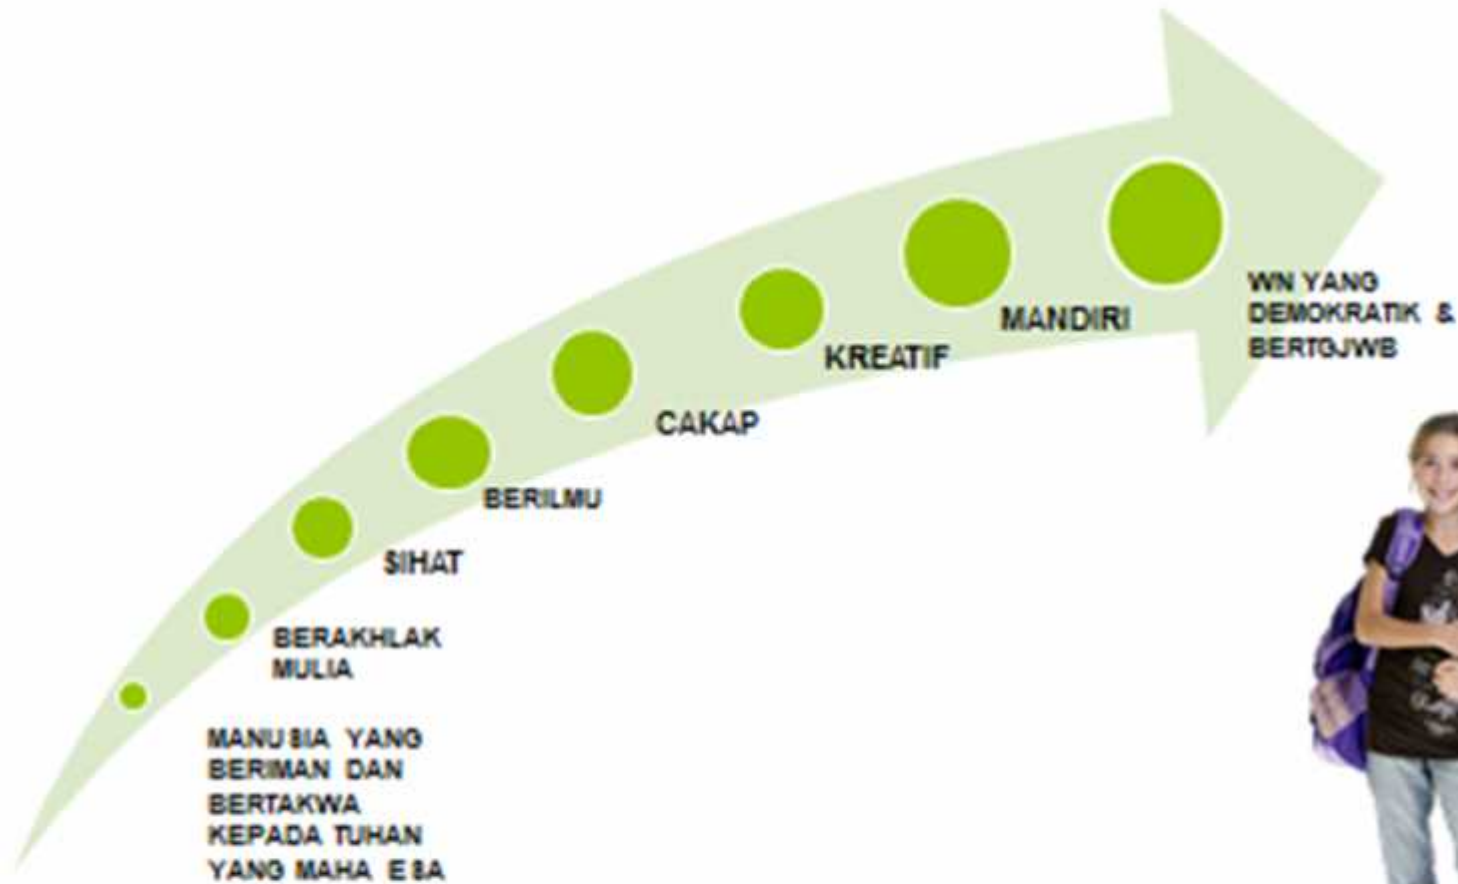 MANUSIA YANG
BERIMAN DAN
BERTAKWA
KEPADA TUHAN
YANG MAHA ESA
BERAKHLAK
MULIA
SIHAT
BERILMU
CAKAP
KREATIF
MANDIRI
WN YANG
DEMOKRATIK &
BERTGJWB